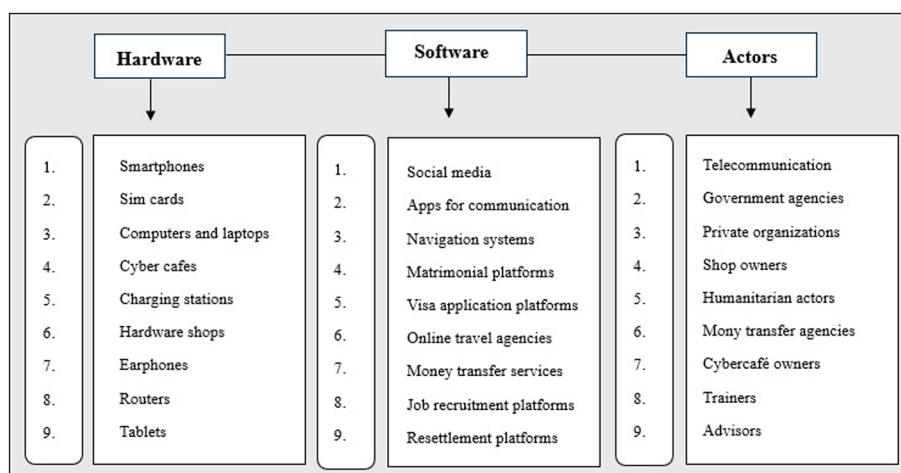 Hardware
Software
Actors
1. Smartphones
2. Sim cards
3. Computers and laptops
4. Cyber cafes
5. Charging stations
6. Hardware shops
7. Earphones
8. Routers
9. Tablets
1. Social media
2. Apps for communication
3. Navigation systems
4. Matrimonial platforms
5. Visa application platforms
6. Online travel agencies
7. Money transfer services
8. Job recruitment platforms
9. Resettlement platforms
1. Telecommunication
2. Government agencies
3. Private organizations
4. Shop owners
5. Humanitarian actors
6. Mony transfer agencies
7. Cybercafé owners
8. Trainers
9. Advisors